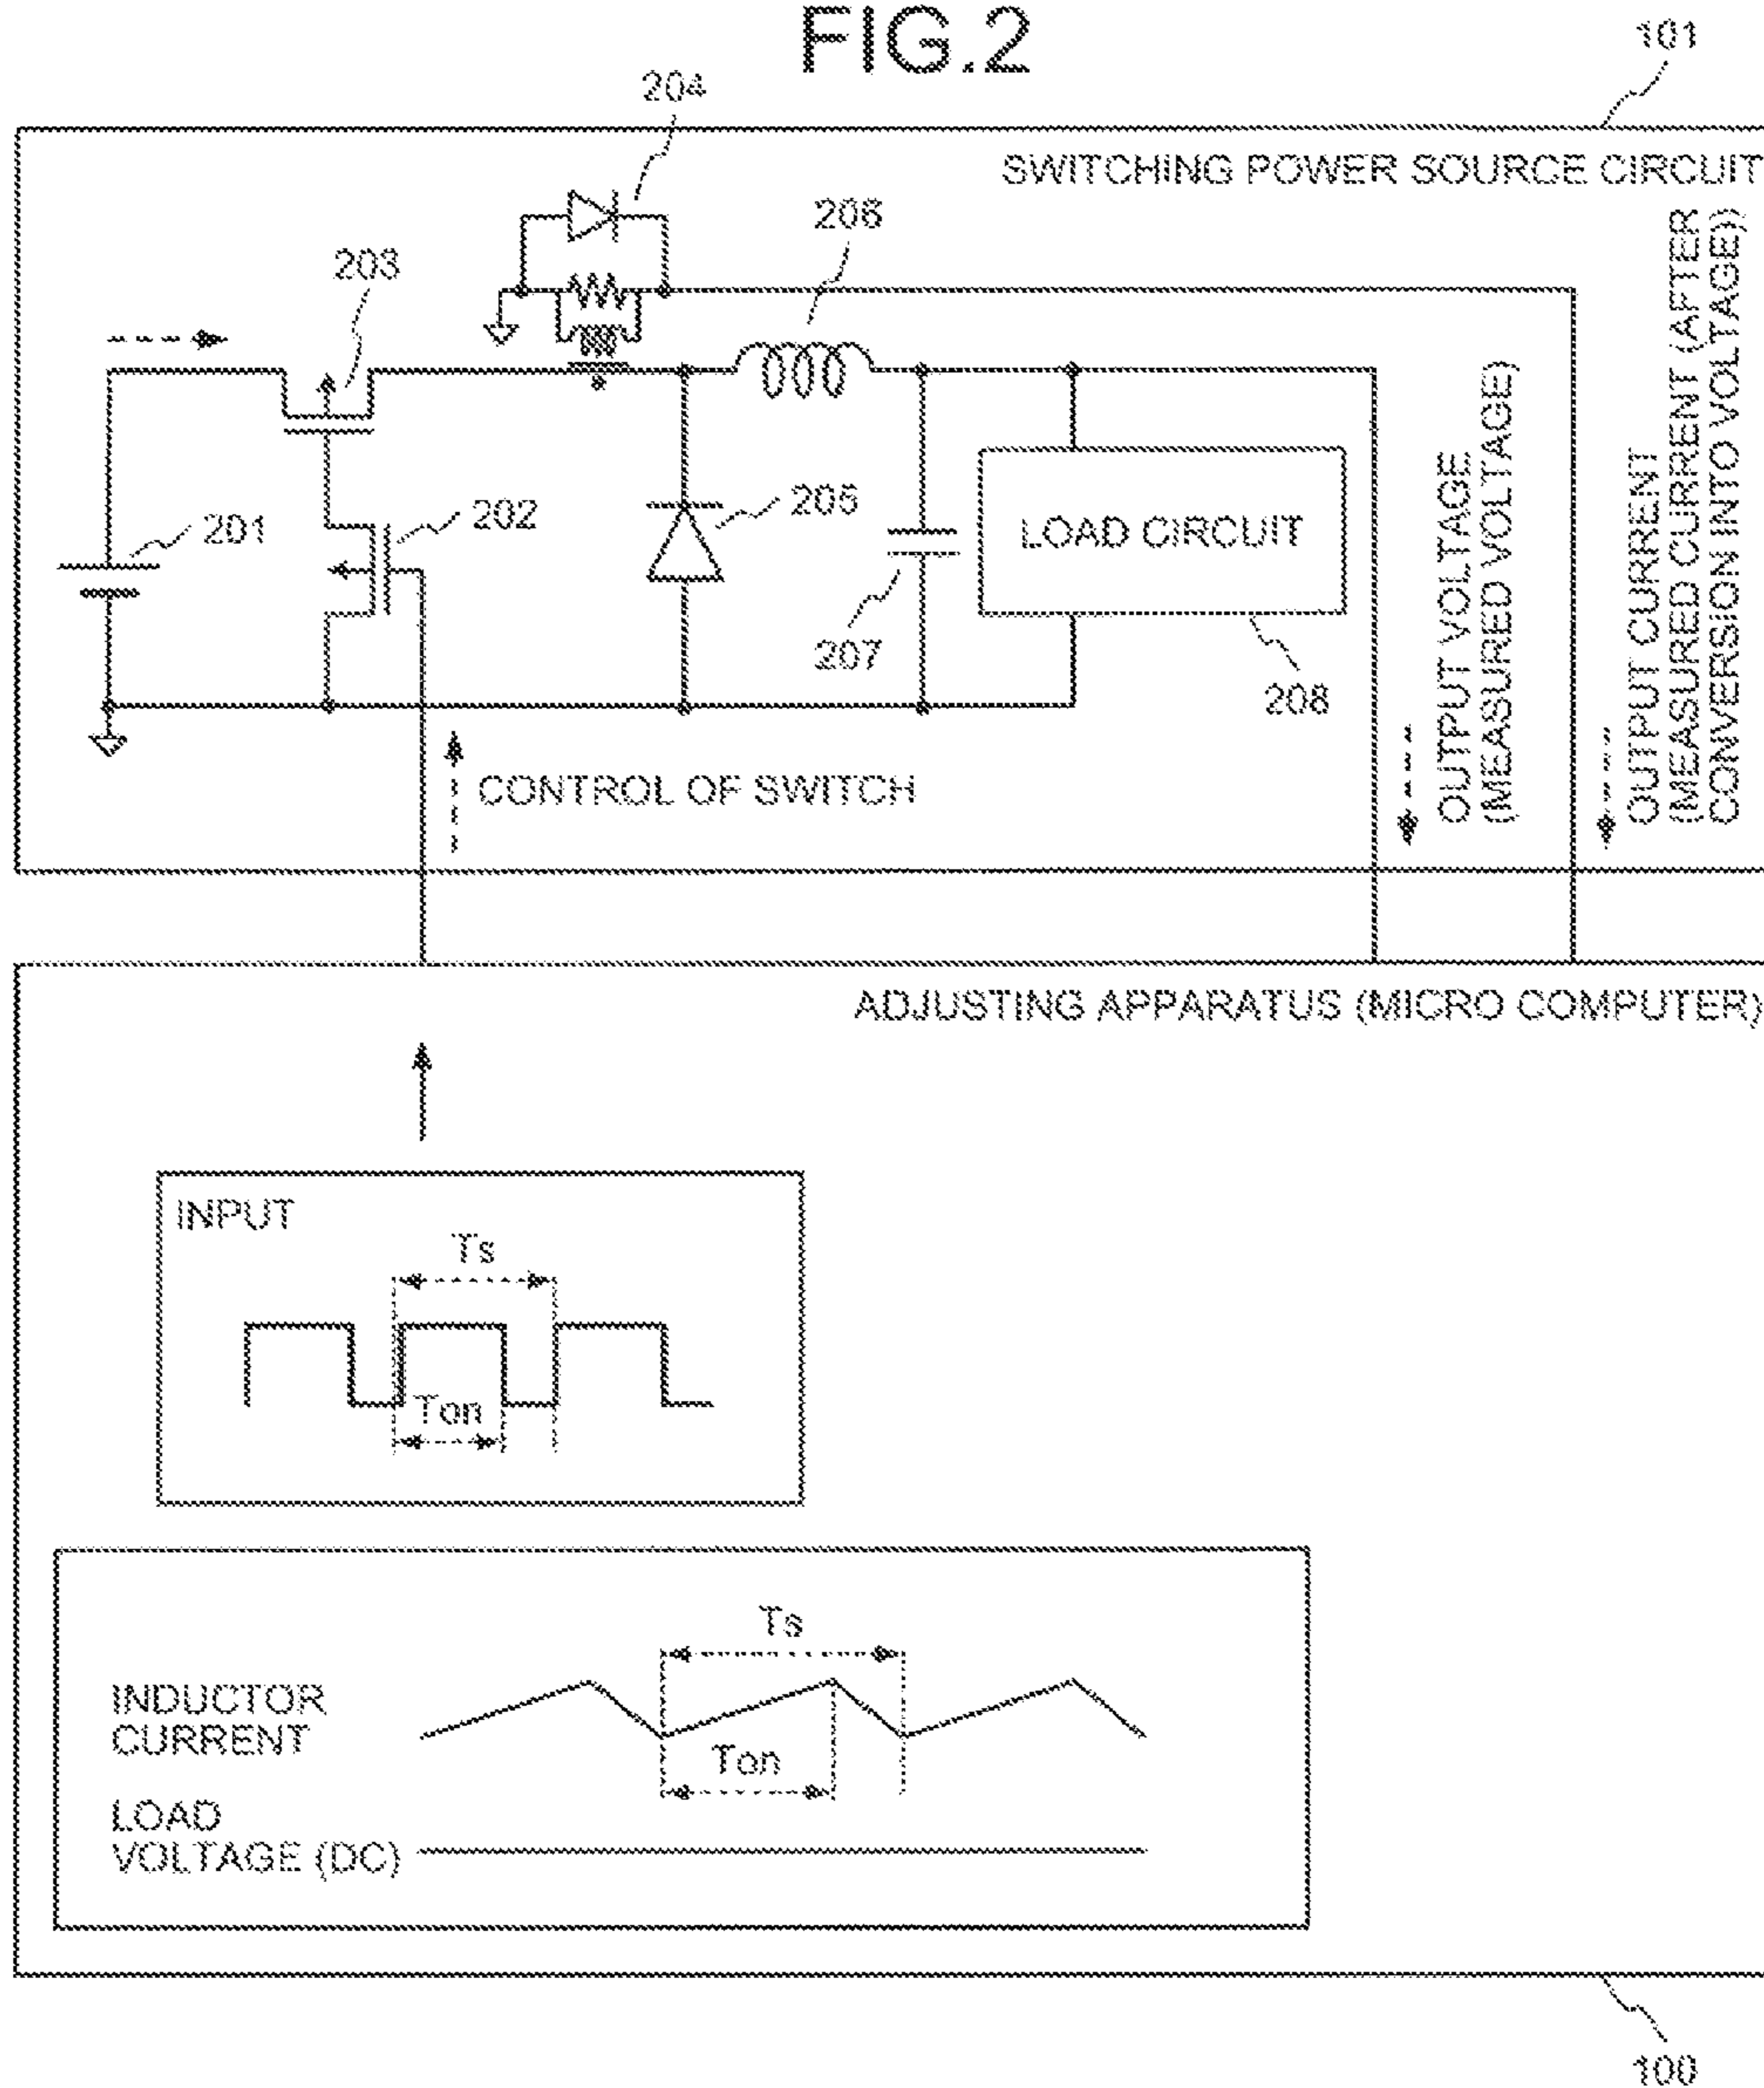 FIG.2
101
204
SWITCHING POWER SOURCE CIRCUIT
206
203
201
202
205
LOAD CIRCUIT
207
208
OUTPUT VOLTAGE
(MEASURED VOLTAGE)
OUTPUT CURRENT
(MEASURED CURRENT (AFTER
CONVERSION INTO VOLTAGE))
CONTROL OF SWITCH
ADJUSTING APPARATUS (MICRO COMPUTER)
INPUT
Ts
Ton
Ts
INDUCTOR
CURRENT
Ton
LOAD
VOLTAGE (DC)
100